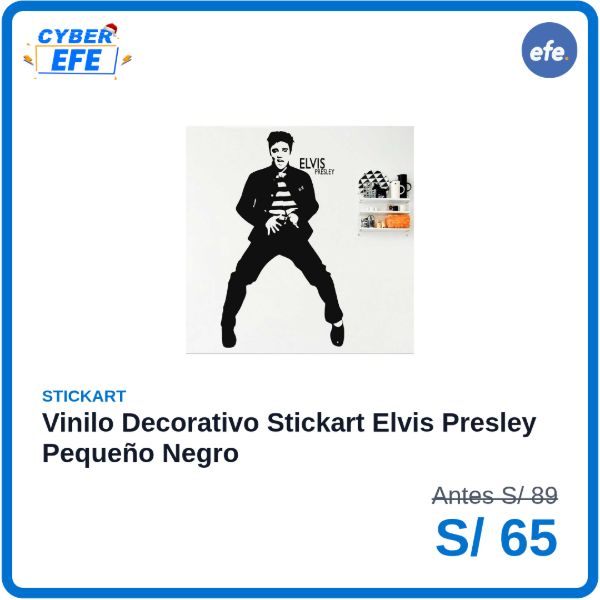 CYBER
EFE
efe.
ELVIS
PRESLEY
STICKART
Vinilo Decorativo Stickart Elvis Presley
Pequeño Negro
Antes S/ 89
S/ 65